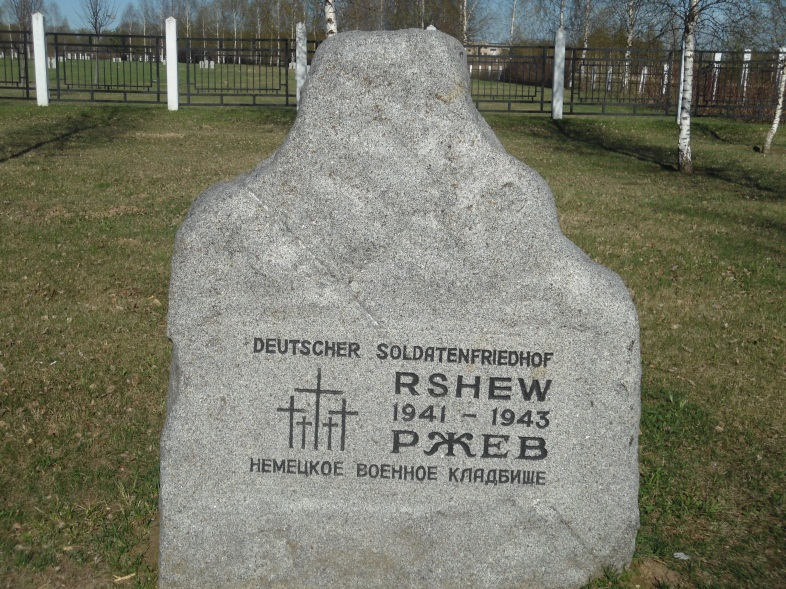 DEUTSCHER SOLDATENFRIEDHOF
RSHEW
1941 - 1943
РЖЕВ
НЕМЕЦКОЕ ВОЕННОЕ КЛАДБИЩЕ